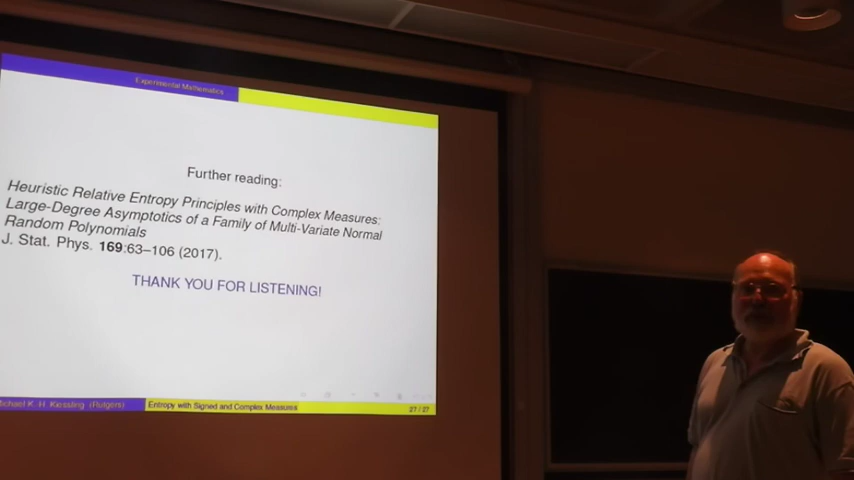 Experimental Mathematics
Further reading:
Heuristic Relative Entropy Principles with Complex Measures:
Large-Degree Asymptotics of a Family of Multi-Variate Normal
Random Polynomials
J. Stat. Phys. 169:63–106 (2017).
THANK YOU FOR LISTENING!
Michael K. H. Kiessling (Rutgers)
Entropy with Signed and Complex Measures
27 / 27